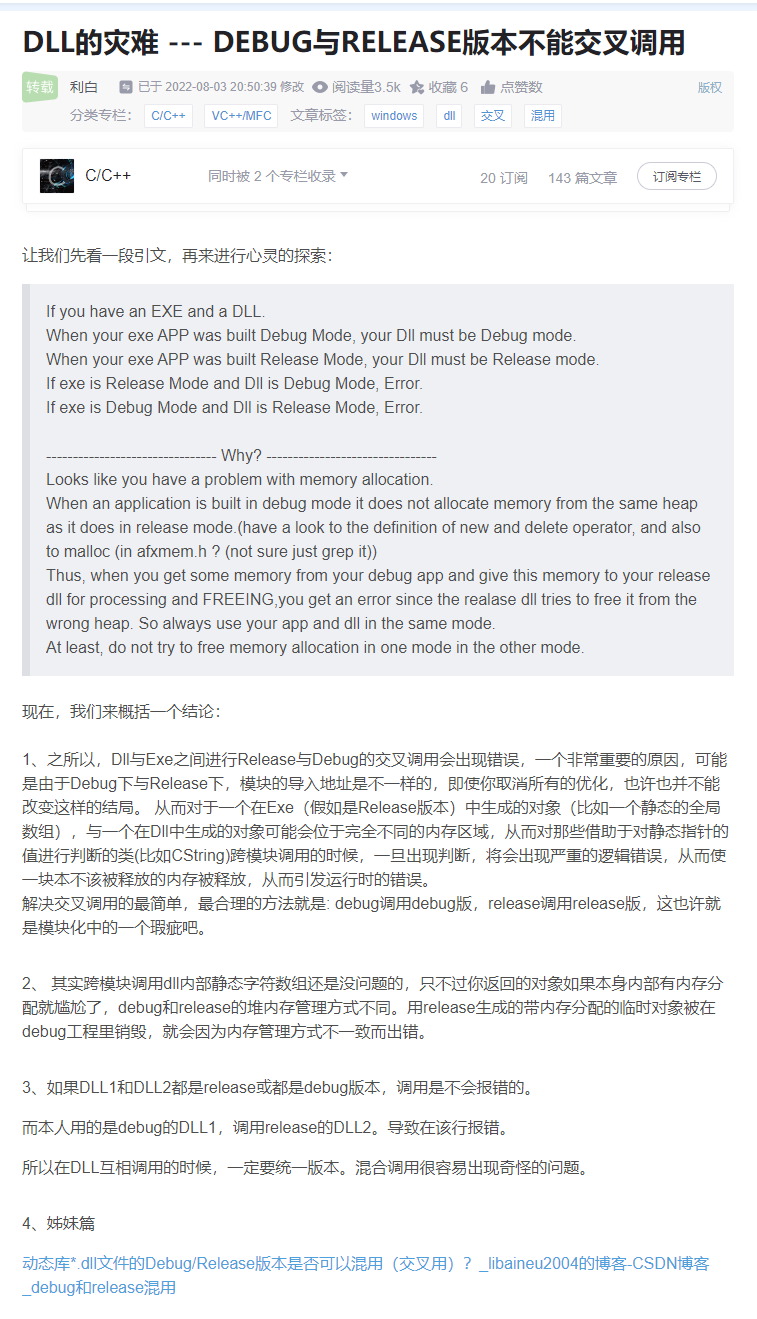 DLL的灾难 --- DEBUG与RELEASE版本不能交叉调用
转载 利白 已于 2022-08-03 20:50:39 修改 阅读量3.5k 收藏 6 点赞数 版权
分类专栏： C/C++ VC++/MFC 文章标签： windows dll 交叉 混用
C/C++ 同时被 2 个专栏收录 20 订阅 143 篇文章 订阅专栏
让我们先看一段引文，再来进行心灵的探索：
If you have an EXE and a DLL.
When your exe APP was built Debug Mode, your Dll must be Debug mode.
When your exe APP was built Release Mode, your Dll must be Release mode.
If exe is Release Mode and Dll is Debug Mode, Error.
If exe is Debug Mode and Dll is Release Mode, Error.
-------------------------------- Why? --------------------------------
Looks like you have a problem with memory allocation.
When an application is built in debug mode it does not allocate memory from the same heap
as it does in release mode.(have a look to the definition of new and delete operator, and also
to malloc (in afxmem.h ? (not sure just grep it))
Thus, when you get some memory from your debug app and give this memory to your release
dll for processing and FREEING,you get an error since the realase dll tries to free it from the
wrong heap. So always use your app and dll in the same mode.
At least, do not try to free memory allocation in one mode in the other mode.
现在，我们来概括一个结论：
1、之所以，Dll与Exe之间进行Release与Debug的交叉调用会出现错误，一个非常重要的原因，可能
是由于Debug下与Release下，模块的导入地址是不一样的，即使你取消所有的优化，也许也并不能
改变这样的结局。 从而对于一个在Exe（假如是Release版本）中生成的对象（比如一个静态的全局
数组），与一个在Dll中生成的对象可能会位于完全不同的内存区域，从而对那些借助于对静态指针的
值进行判断的类(比如CString)跨模块调用的时候，一旦出现判断，将会出现严重的逻辑错误，从而使
一块本不该被释放的内存被释放，从而引发运行时的错误。
解决交叉调用的最简单，最合理的方法就是: debug调用debug版，release调用release版，这也许就
是模块化中的一个瑕疵吧。
2、 其实跨模块调用dll内部静态字符数组还是没问题的，只不过你返回的对象如果本身内部有内存分
配就尴尬了，debug和release的堆内存管理方式不同。用release生成的带内存分配的临时对象被在
debug工程里销毁，就会因为内存管理方式不一致而出错。
3、如果DLL1和DLL2都是release或都是debug版本，调用是不会报错的。
而本人用的是debug的DLL1，调用release的DLL2。导致在该行报错。
所以在DLL互相调用的时候，一定要统一版本。混合调用很容易出现奇怪的问题。
4、姊妹篇
动态库*.dll文件的Debug/Release版本是否可以混用（交叉用）？_libaineu2004的博客-CSDN博客
_debug和release混用